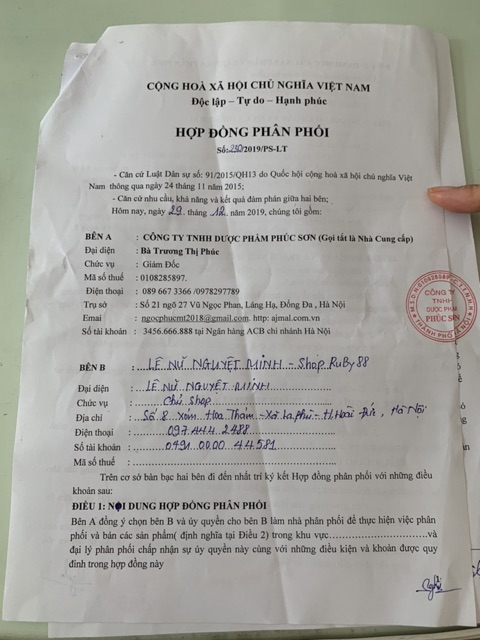 CỘNG HOÀ XÃ HỘI CHỦ NGHĨA VIỆT NAM
Độc lập – Tự do – Hạnh phúc
HỢP ĐỒNG PHÂN PHỐI
Số: 230/2019/PS-LT
- Căn cứ Luật Dân sự số: 91/2015/QH13 do Quốc hội cộng hoà xã hội chủ nghĩa Việt
Nam thông qua ngày 24 tháng 11 năm 2015;
- Căn cứ nhu cầu, khả năng và kết quả đàm phán giữa hai bên;
Hôm nay, ngày 29. tháng 12. năm 2019, chúng tôi gồm:
BÊN A : CÔNG TY TNHH DƯỢC PHẨM PHÚC SƠN (Gọi tắt là Nhà Cung cấp)
Đại diện : Bà Trương Thị Phúc
Chức vụ : Giám Đốc
Mã số thuế : 0108285897.
Điện thoại : 089 667 3366 /0978297789
Trụ sở : Số 21 ngõ 27 Vũ Ngọc Phan, Láng Hạ, Đống Đa , Hà Nội
Emai : ngocphucmt2018@gmail.com. http: ajmal.com.vn
Số tài khoản : 3456.666.888 tại Ngân hàng ACB chi nhánh Hà Nội
CÔNG TY
TNHH
DƯỢC PHẨM
PHÚC SƠN
THÀNH PHỐ HÀ NỘI
BÊN B : LÊ NỮ NGUYỆT MINH - Shop Ruby 88
Đại diện : LÊ NỮ NGUYỆT MINH
Chức vụ : Chủ Shop
Địa chỉ : Số 8 Xóm Hoa Thám - Xã La phù - H. Hoài Đức, Hà Nội
Điện thoại : 097.444.2488
Số tài khoản : 0491 0000 44581
Mã số thuế :
Trên cơ sở bàn bạc hai bên đi đến nhất trí ký kết Hợp đồng phân phối với những điều
khoản sau:
ĐIỀU 1: NỘI DUNG HỢP ĐỒNG PHÂN PHỐI
Bên A đồng ý chọn bên B và ủy quyền cho bên B làm nhà phân phối để thực hiện việc phân
phối và bán các sản phẩm( định nghĩa tại Điều 2) trong khu vực……………………và
đại lý phân phối chấp nhận sự ủy quyền này cùng với những điều kiện và khoản được quy
đinh trong hợp đồng này